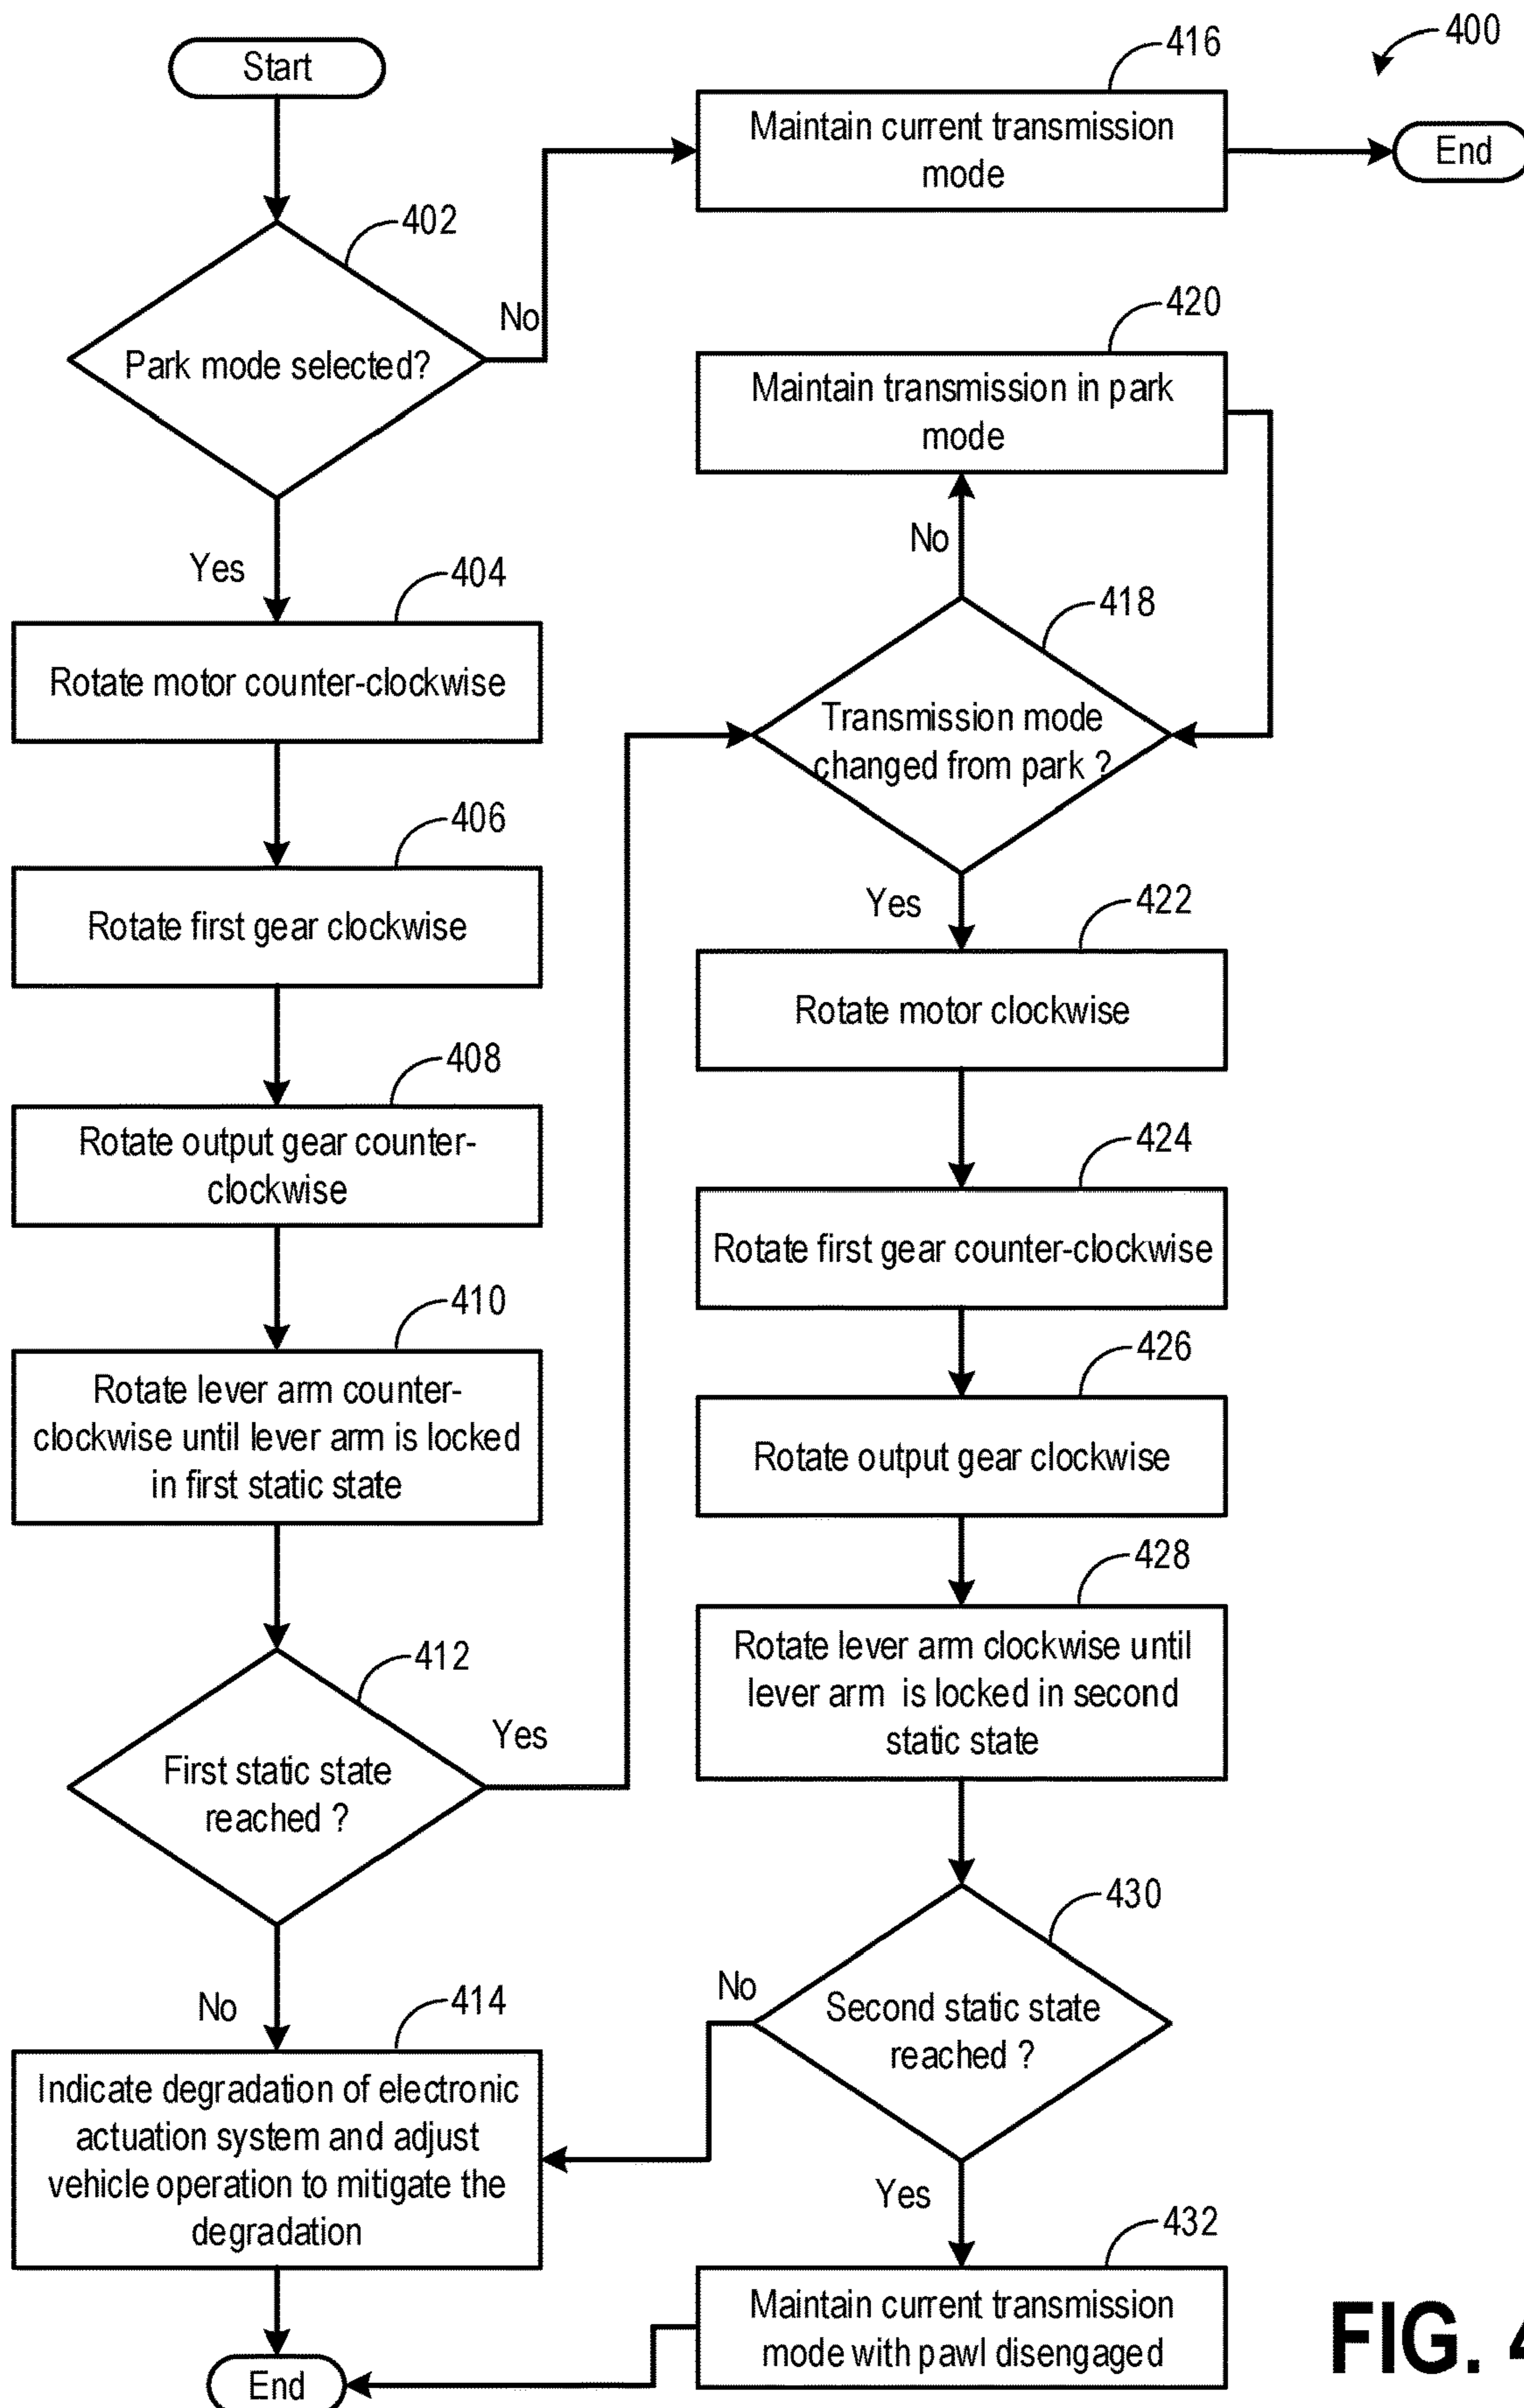 Start
416
400
Maintain current transmission
mode
End
402
Park mode selected?
No
420
Maintain transmission in park
mode
No
Yes
404
418
Rotate motor counter-clockwise
Transmission mode
changed from park ?
406
Yes
422
Rotate first gear clockwise
Rotate motor clockwise
408
424
Rotate output gear counter-
clockwise
Rotate first gear counter-clockwise
410
426
Rotate lever arm counter-
clockwise until lever arm is locked
in first static state
Rotate output gear clockwise
428
Rotate lever arm clockwise until
lever arm is locked in second
static state
412
Yes
First static state
reached ?
430
No
Second static state
reached ?
No
414
Indicate degradation of electronic
actuation system and adjust
vehicle operation to mitigate the
degradation
Yes
432
Maintain current transmission
mode with pawl disengaged
End
FIG. 4